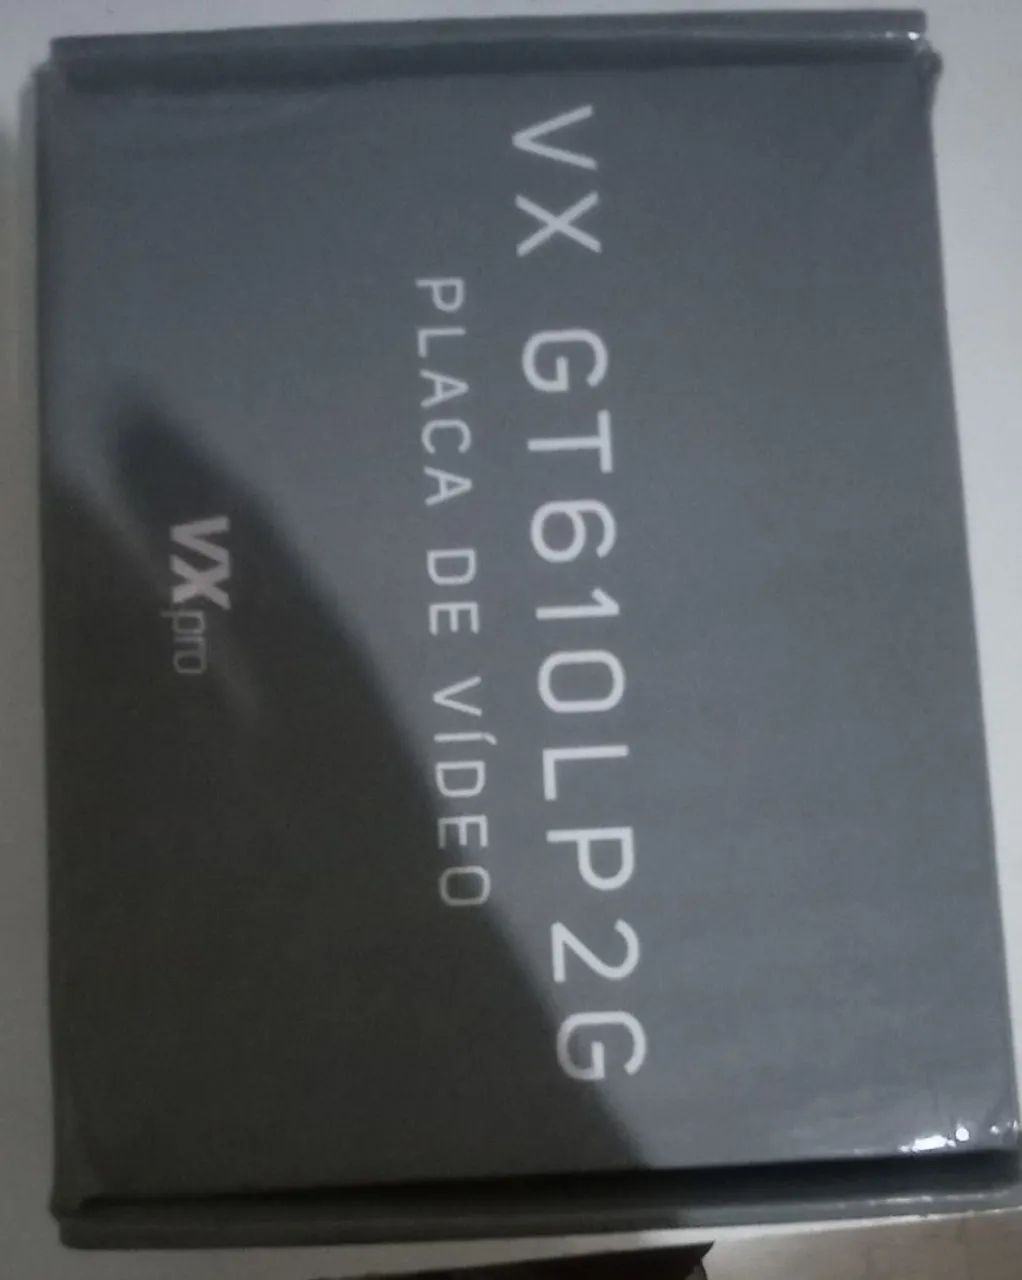 VX GT610LP2G
PLACA DE VÍDEO
VXpro